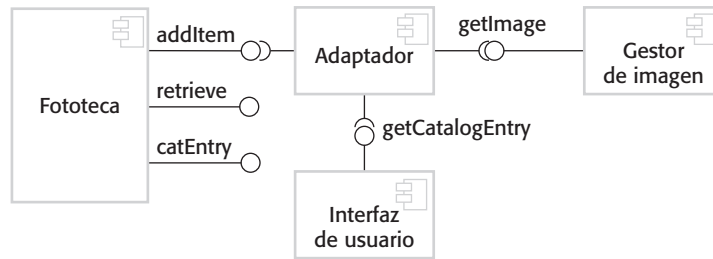 addItem
retrieve
catEntry
Fototeca
Adaptador
getImage
Gestor
de imagen
getCatalogEntry
Interfaz
de usuario